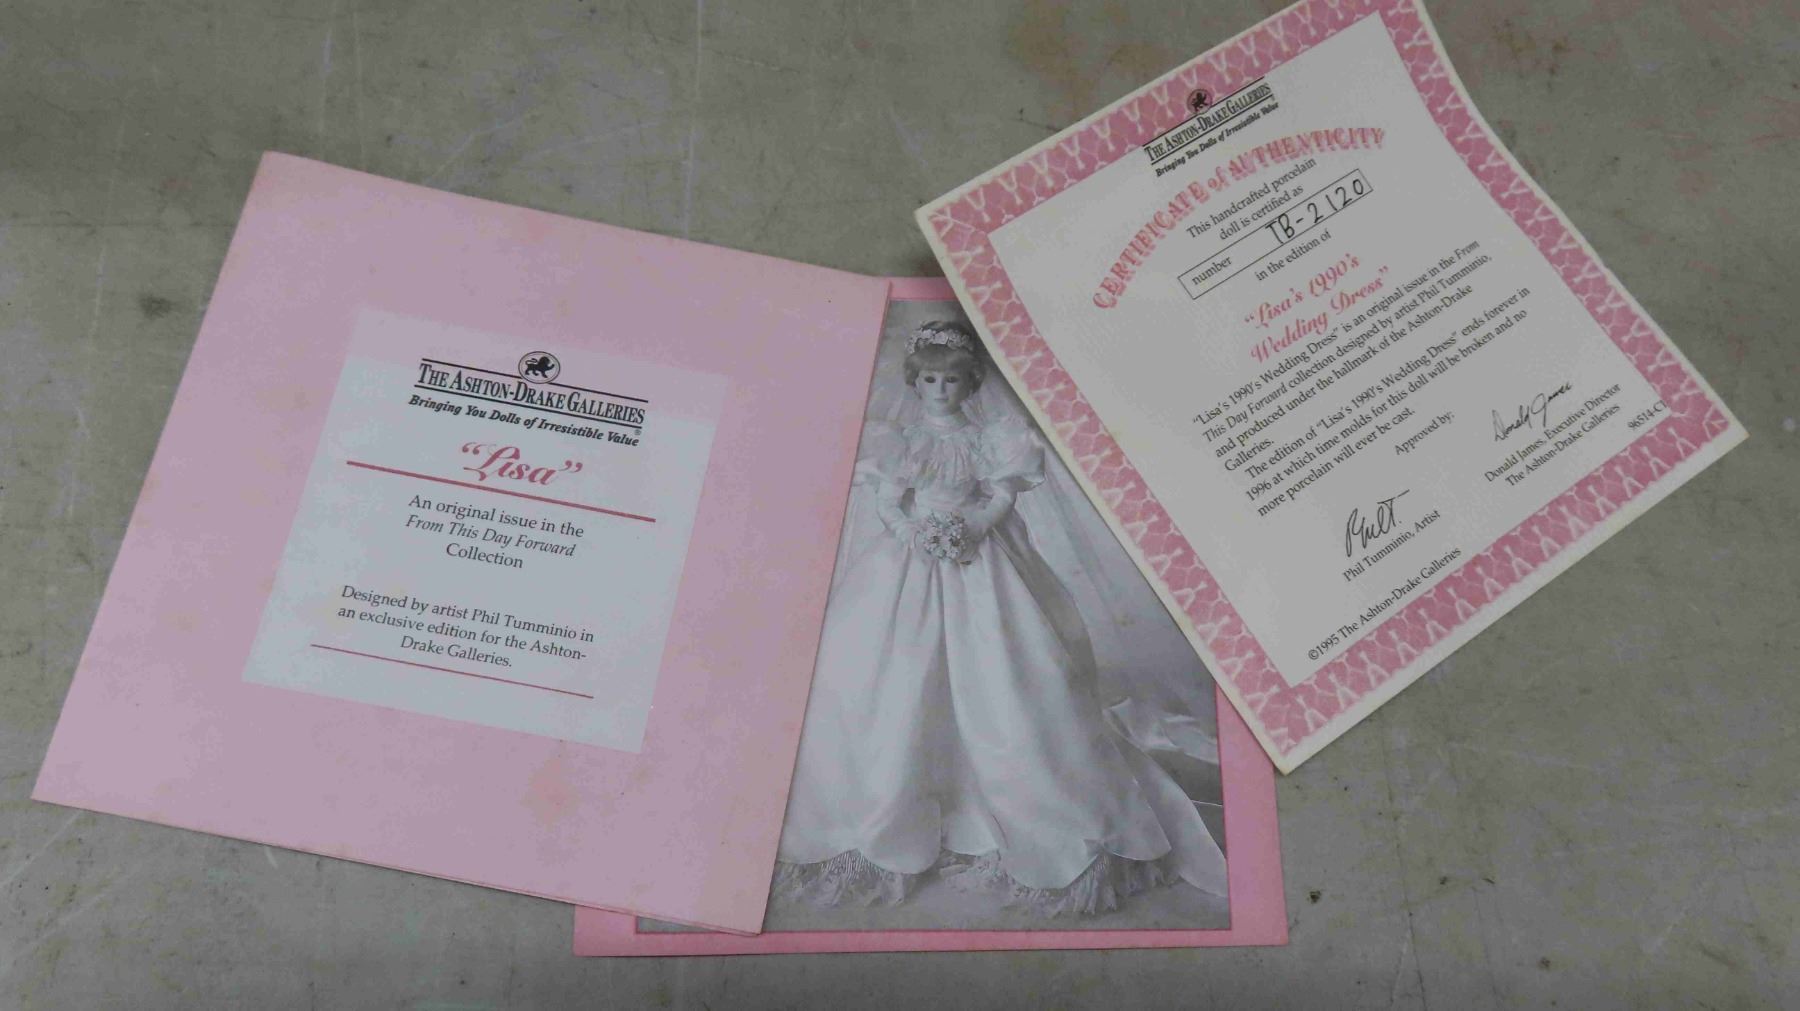 THE ASHTON-DRAKE GALLERIES
Bringing You Dolls of Irresistible Value®
"Lisa"
An original issue in the
From This Day Forward
Collection
Designed by artist Phil Tumminio in
an exclusive edition for the Ashton-
Drake Galleries.
THE ASHTON-DRAKE GALLERIES
Bringing You Dolls of Irresistible Value
CERTIFICATE of AUTHENTICITY
This handcrafted porcelain
doll is certified as
number TB-2120
in the edition of
"Lisa's 1990's
Wedding Dress"
"Lisa's 1990's Wedding Dress" is an original issue in the From
This Day Forward collection designed by artist Phil Tumminio,
and produced under the hallmark of the Ashton-Drake
Galleries.
The edition of "Lisa's 1990's Wedding Dress" ends forever in
1996 at which time molds for this doll will be broken and no
more porcelain will ever be cast.
Approved by:
Donald James
Donald James, Executive Director
The Ashton-Drake Galleries
96514-C1
Phil T.
Phil Tumminio, Artist
©1995 The Ashton-Drake Galleries